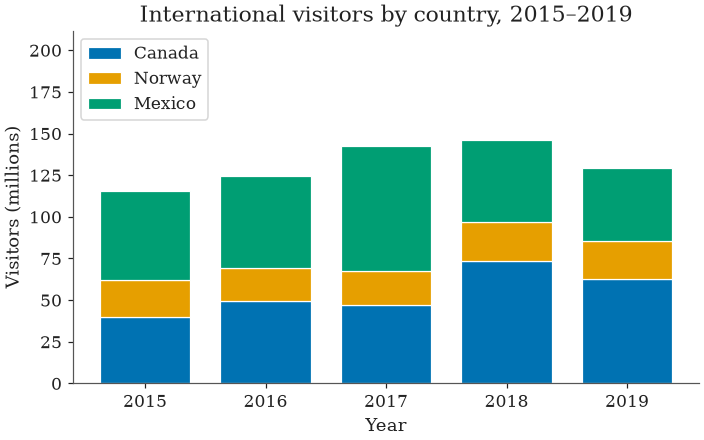 International visitors by country, 2015–2019
Canada
Norway
Mexico
Visitors (millions)
200
175
150
125
100
75
50
25
0
2015 2016 2017 2018 2019
Year